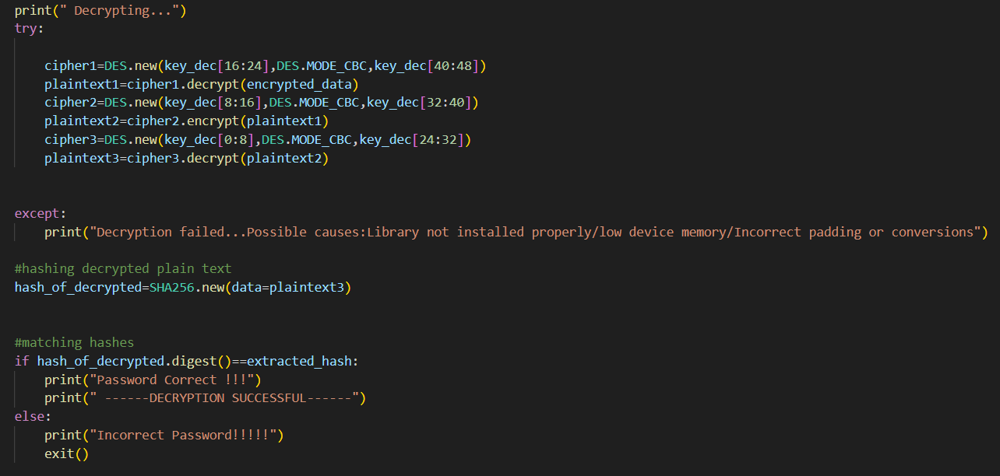 print(" Decrypting...")
try:
cipher1=DES.new(key_dec[16:24],DES.MODE_CBC,key_dec[40:48])
plaintext1=cipher1.decrypt(encrypted_data)
cipher2=DES.new(key_dec[8:16],DES.MODE_CBC,key_dec[32:40])
plaintext2=cipher2.encrypt(plaintext1)
cipher3=DES.new(key_dec[0:8],DES.MODE_CBC,key_dec[24:32])
plaintext3=cipher3.decrypt(plaintext2)
except:
print("Decryption failed...Possible causes:Library not installed properly/low device memory/Incorrect padding or conversions")
#hashing decrypted plain text
hash_of_decrypted=SHA256.new(data=plaintext3)
#matching hashes
if hash_of_decrypted.digest()==extracted_hash:
print("Password Correct !!!")
print(" ------DECRYPTION SUCCESSFUL------")
else:
print("Incorrect Password!!!!!")
exit()